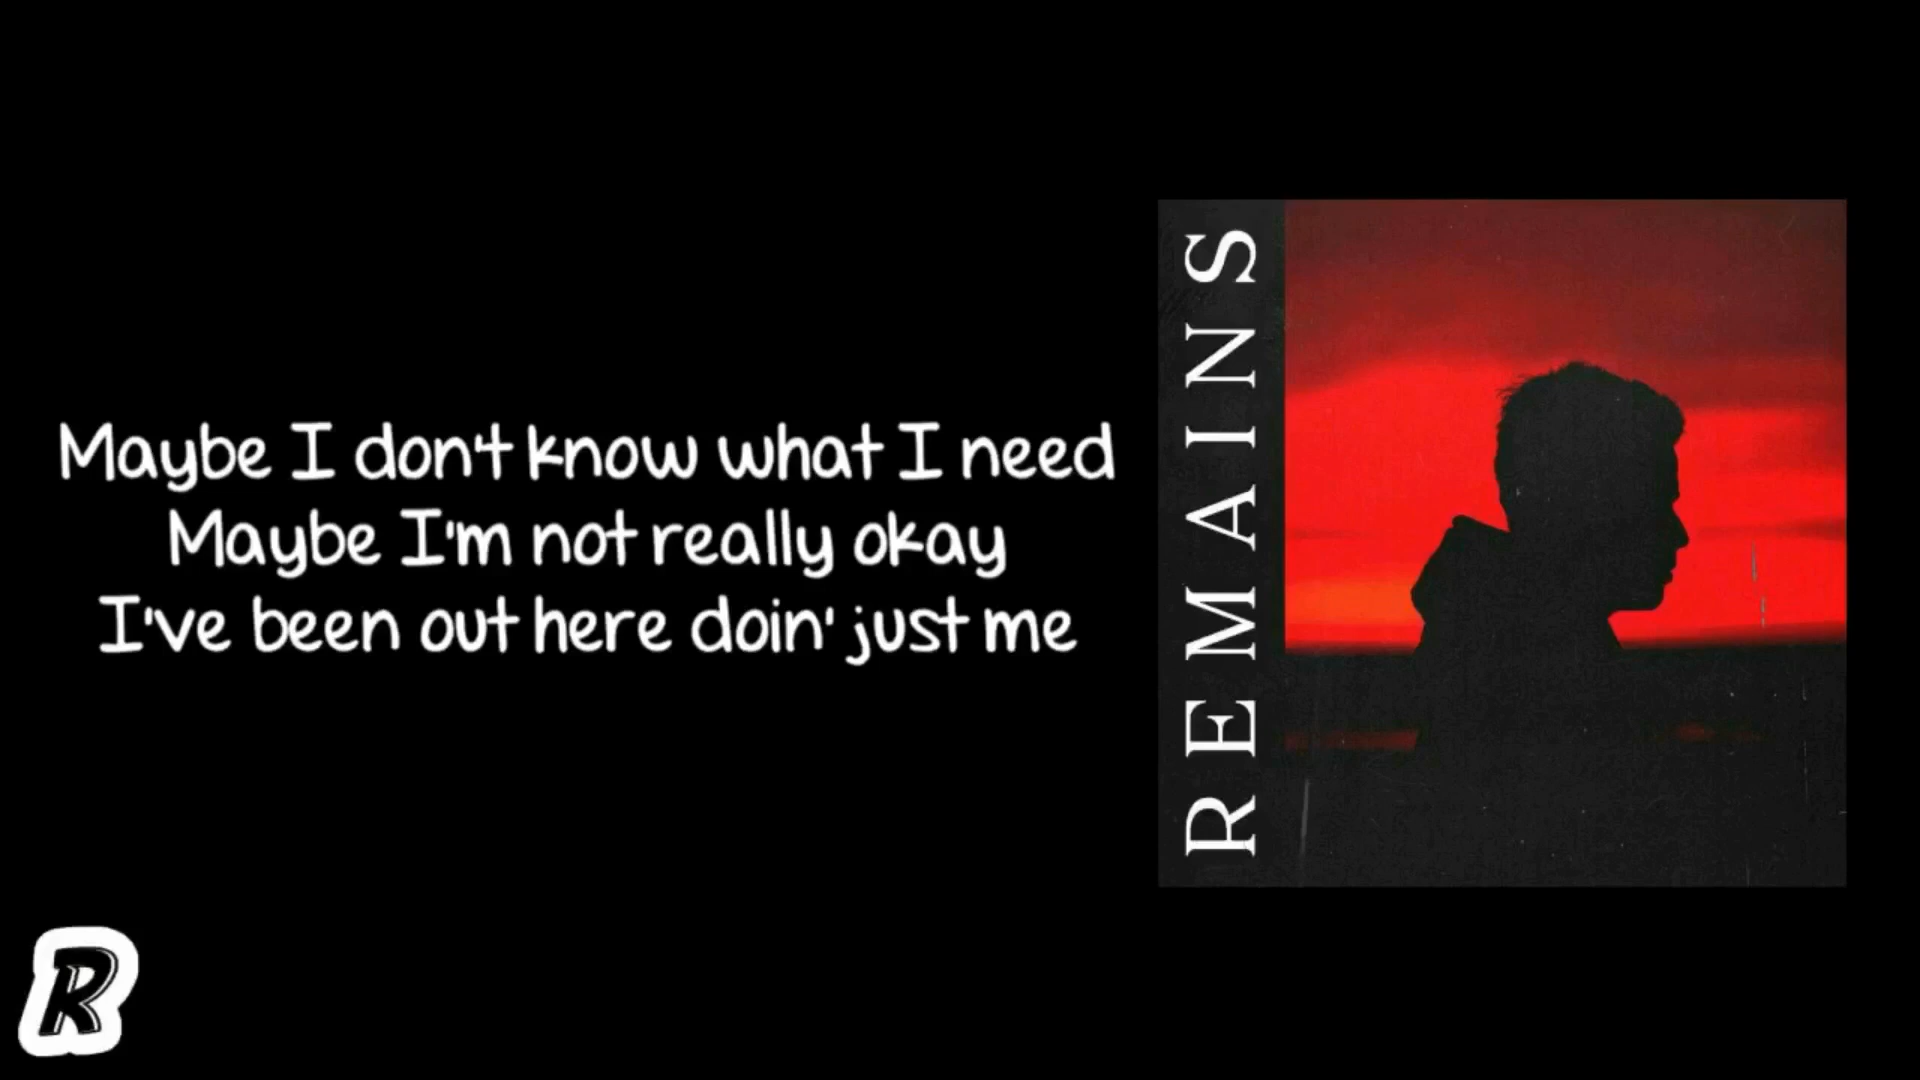 Maybe I don't know what I need
Maybe I'm not really okay
I've been out here doin' just me
REMAINS
R